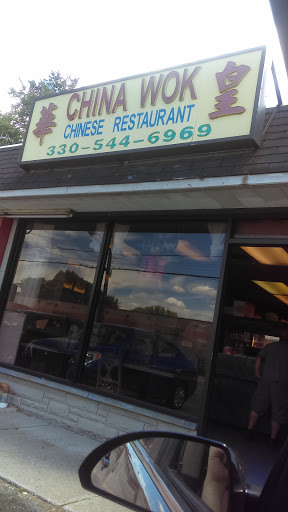 華 CHINA WOK 皇
CHINESE RESTAURANT
330-544-6969